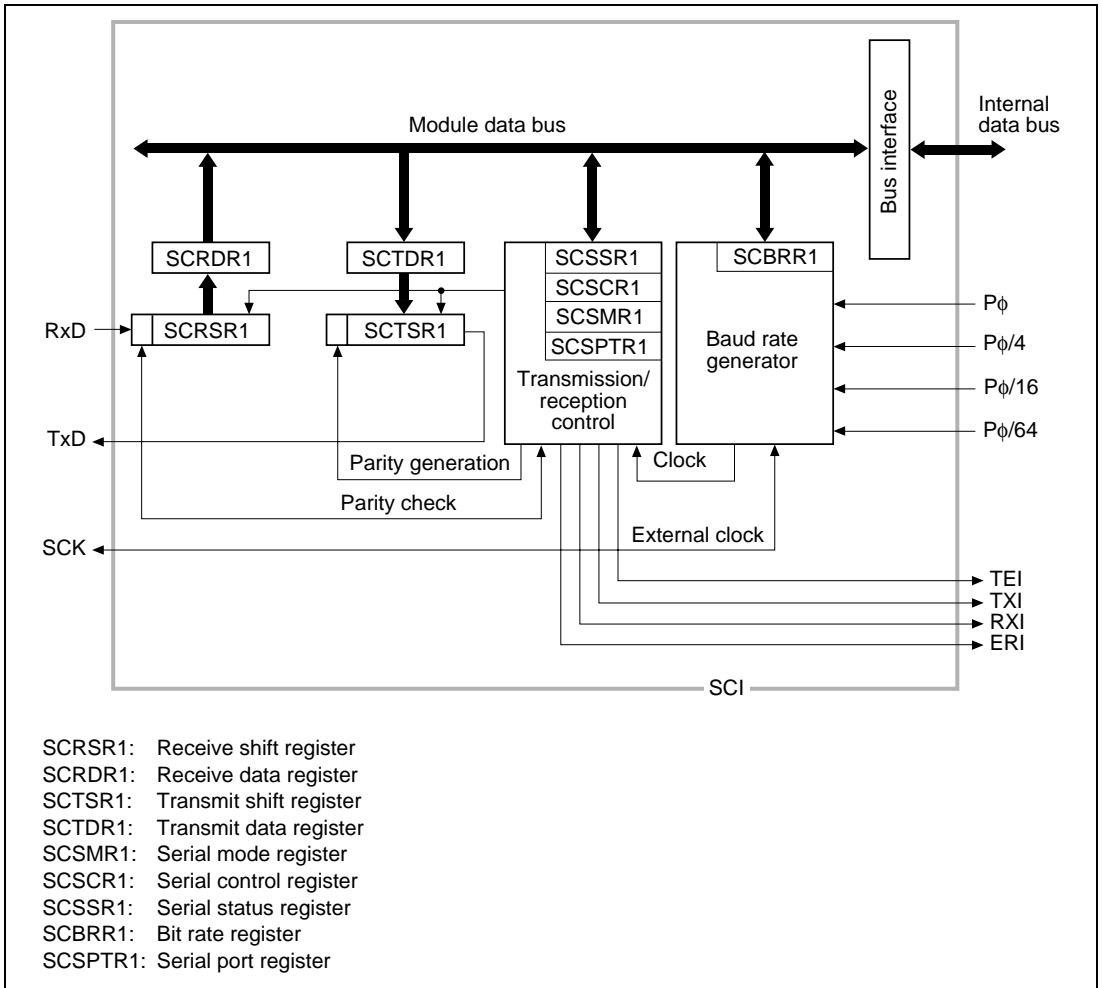 Module data bus
Bus interface
Internal
data bus
SCRDR1
SCTDR1
SCSSR1
SCSCR1
SCSMR1
SCSPTR1
Transmission/
reception
control
SCBRR1
Baud rate
generator
RxD
SCRSR1
SCTSR1
Pϕ
Pϕ/4
Pϕ/16
Pϕ/64
TxD
Parity generation
Clock
Parity check
SCK
External clock
TEI
TXI
RXI
ERI
SCI
SCRSR1: Receive shift register
SCRDR1: Receive data register
SCTSR1: Transmit shift register
SCTDR1: Transmit data register
SCSMR1: Serial mode register
SCSCR1: Serial control register
SCSSR1: Serial status register
SCBRR1: Bit rate register
SCSPTR1: Serial port register